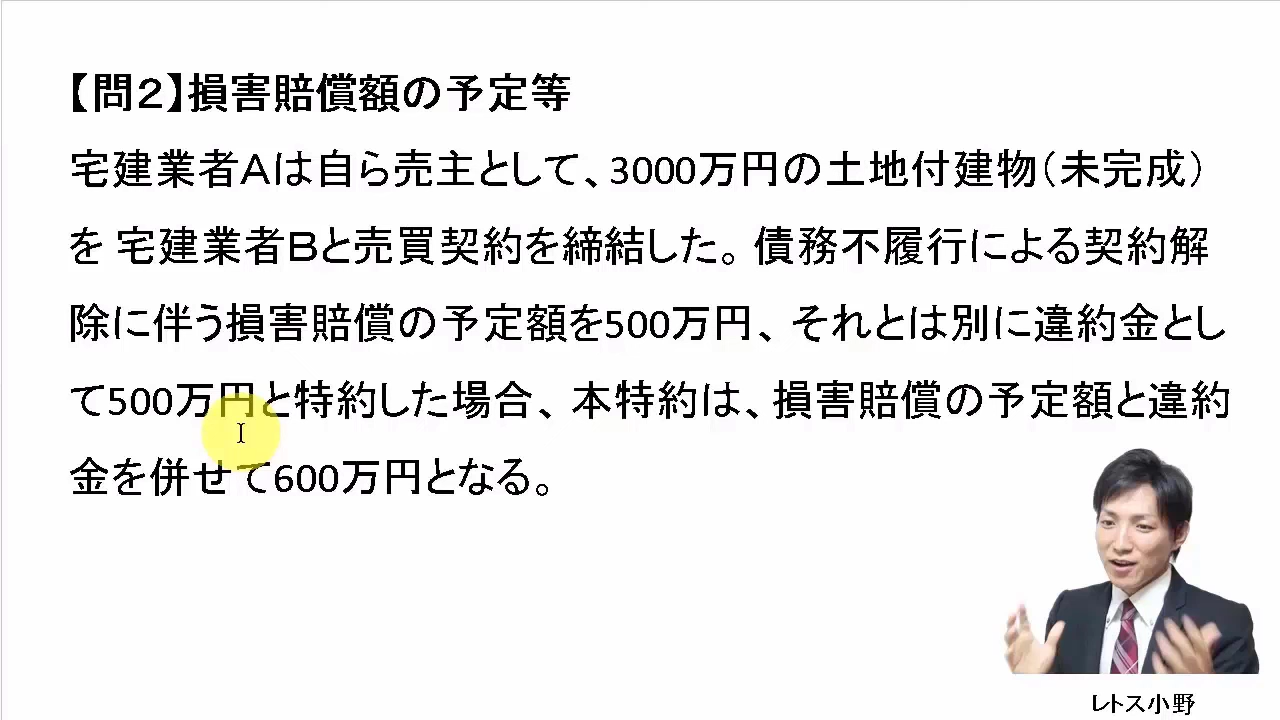 【問２】損害賠償額の予定等
宅建業者Ａは自ら売主として、3000万円の土地付建物（未完成）
を 宅建業者Ｂと売買契約を締結した。債務不履行による契約解
除に伴う損害賠償の予定額を500万円、それとは別に違約金とし
て500万円と特約した場合、本特約は、損害賠償の予定額と違約
金を併せて600万円となる。
レトス小野